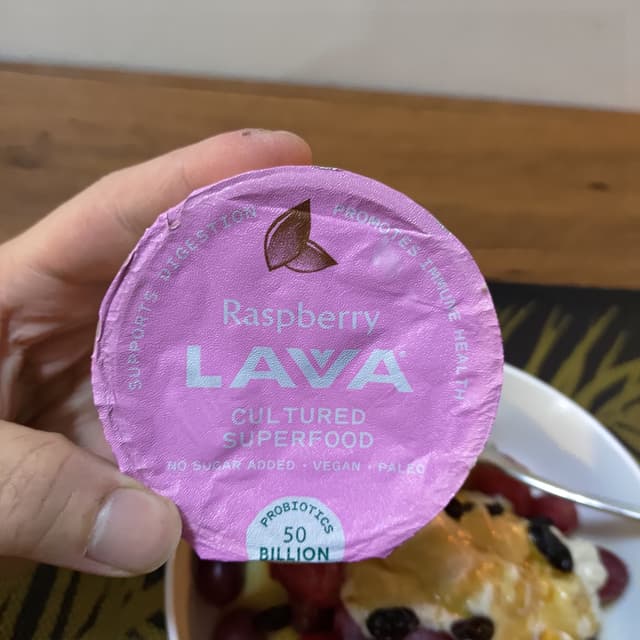 SUPPORTS DIGESTION
PROMOTES IMMUNE HEALTH
Raspberry
LAVVA®
CULTURED
SUPERFOOD
NO SUGAR ADDED · VEGAN · PALEO
PROBIOTICS
50
BILLION